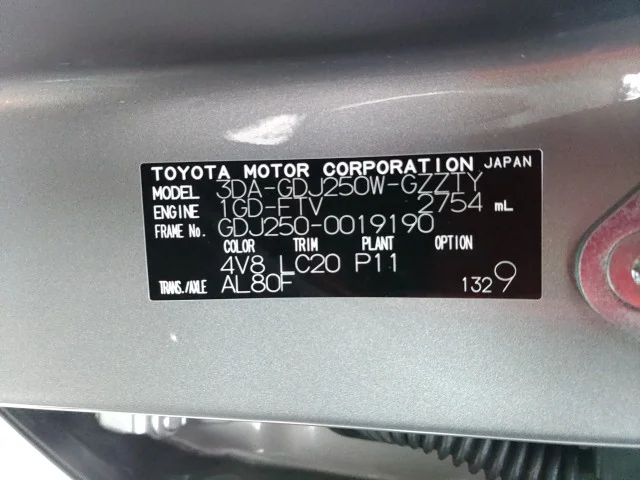 TOYOTA MOTOR CORPORATION JAPAN
MODEL 3DA-GDJ250W-GZZTY
ENGINE 1GD-FTV 2754 mL
FRAME No. GDJ250-0019190
COLOR TRIM PLANT OPTION
4V8 LC20 P11
TRANS./AXLE AL80F 1329